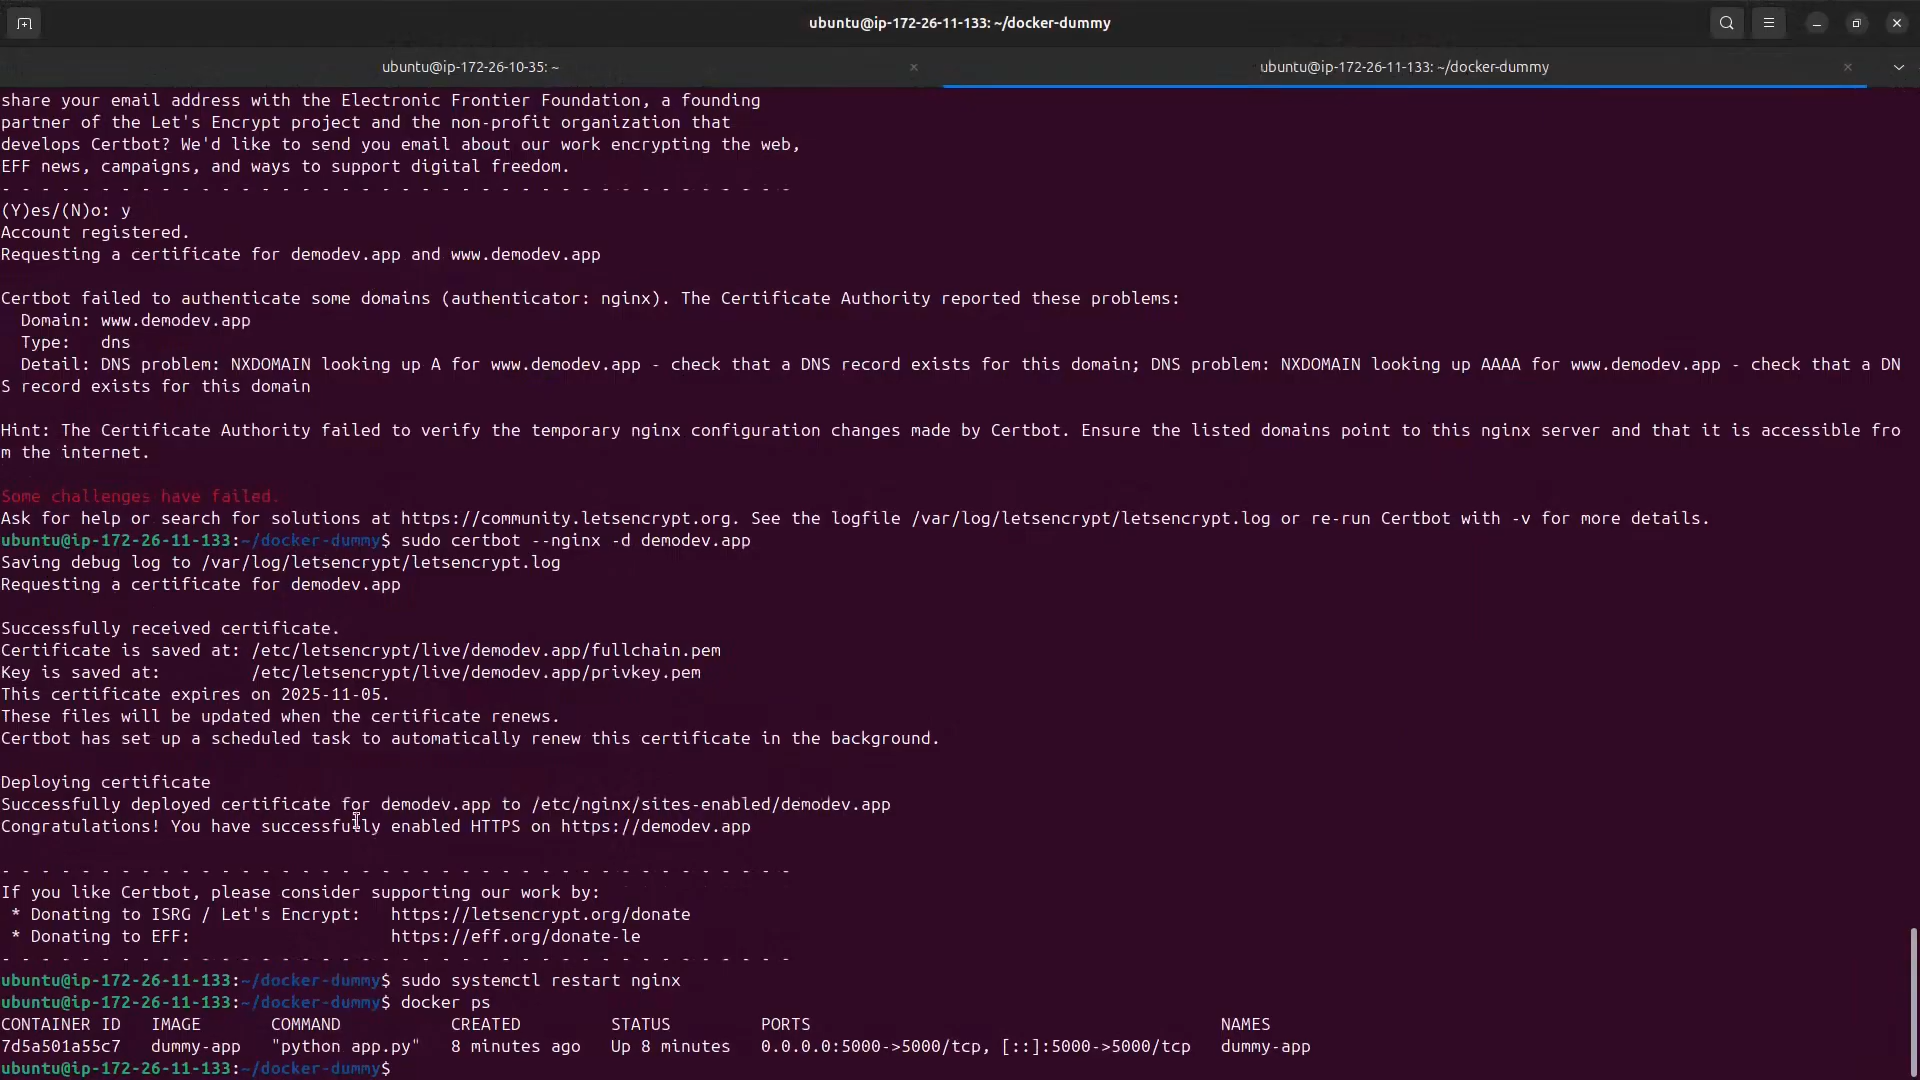 ubuntu@ip-172-26-11-133: ~/docker-dummy
ubuntu@ip-172-26-10-35: ~
ubuntu@ip-172-26-11-133: ~/docker-dummy
share your email address with the Electronic Frontier Foundation, a founding
partner of the Let's Encrypt project and the non-profit organization that
develops Certbot? We'd like to send you email about our work encrypting the web,
EFF news, campaigns, and ways to support digital freedom.
- - - - - - - - - - - - - - - - - - - - - - - - - - - - - - - - - - - - - - - -
(Y)es/(N)o: y
Account registered.
Requesting a certificate for demodev.app and www.demodev.app
Certbot failed to authenticate some domains (authenticator: nginx). The Certificate Authority reported these problems:
  Domain: www.demodev.app
  Type:   dns
  Detail: DNS problem: NXDOMAIN looking up A for www.demodev.app - check that a DNS record exists for this domain; DNS problem: NXDOMAIN looking up AAAA for www.demodev.app - check that a DN
S record exists for this domain
Hint: The Certificate Authority failed to verify the temporary nginx configuration changes made by Certbot. Ensure the listed domains point to this nginx server and that it is accessible fro
m the internet.
Some challenges have failed.
Ask for help or search for solutions at https://community.letsencrypt.org. See the logfile /var/log/letsencrypt/letsencrypt.log or re-run Certbot with -v for more details.
ubuntu@ip-172-26-11-133:~/docker-dummy$ sudo certbot --nginx -d demodev.app
Saving debug log to /var/log/letsencrypt/letsencrypt.log
Requesting a certificate for demodev.app
Successfully received certificate.
Certificate is saved at: /etc/letsencrypt/live/demodev.app/fullchain.pem
Key is saved at:         /etc/letsencrypt/live/demodev.app/privkey.pem
This certificate expires on 2025-11-05.
These files will be updated when the certificate renews.
Certbot has set up a scheduled task to automatically renew this certificate in the background.
Deploying certificate
Successfully deployed certificate for demodev.app to /etc/nginx/sites-enabled/demodev.app
Congratulations! You have successfully enabled HTTPS on https://demodev.app
- - - - - - - - - - - - - - - - - - - - - - - - - - - - - - - - - - - - - - - -
If you like Certbot, please consider supporting our work by:
 * Donating to ISRG / Let's Encrypt:   https://letsencrypt.org/donate
 * Donating to EFF:                    https://eff.org/donate-le
- - - - - - - - - - - - - - - - - - - - - - - - - - - - - - - - - - - - - - - -
ubuntu@ip-172-26-11-133:~/docker-dummy$ sudo systemctl restart nginx
ubuntu@ip-172-26-11-133:~/docker-dummy$ docker ps
CONTAINER ID   IMAGE       COMMAND           CREATED         STATUS         PORTS                                         NAMES
7d5a501a55c7   dummy-app   "python app.py"   8 minutes ago   Up 8 minutes   0.0.0.0:5000->5000/tcp, [::]:5000->5000/tcp   dummy-app
ubuntu@ip-172-26-11-133:~/docker-dummy$